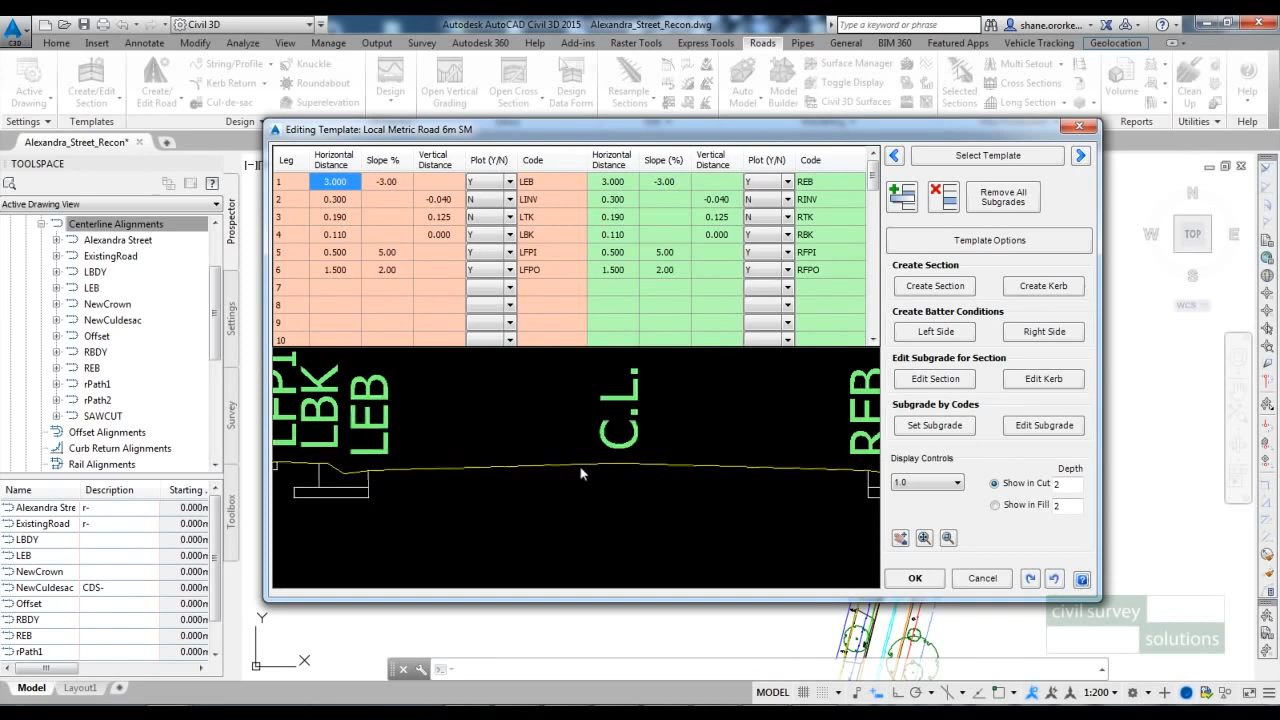 Civil 3D
Autodesk AutoCAD Civil 3D 2015 Alexandra_Street_Recon.dwg
Type a keyword or phrase
shane.ororke...
C3D
Home Insert Annotate Modify Analyze View Manage Output Survey Autodesk 360 Help Add-ins Raster Tools Express Tools Roads Pipes General BIM 360 Featured Apps Vehicle Tracking Geolocation
String/Profile Knuckle Surface Manager Multi Setout
Kerb Return Roundabout Toggle Display Cross Sections
Cul-de-sac Superelevation Civil 3D Surfaces Long Section
Active Drawing
Create/Edit Section
Create/ Edit Road
Design
Open Vertical Grading
Open Cross Section
Design Data Form
Resample Sections
Auto Model
Model Builder
Selected Sections
Volume
Clean Up
Help
Settings Templates Design Reports Utilities Help
Alexandra_Street_Recon*
TOOLSPACE
Active Drawing View
Centerline Alignments
Alexandra Street
ExistingRoad
LBDY
LEB
NewCrown
NewCuldesac
Offset
RBDY
REB
rPath1
rPath2
SAWCUT
Offset Alignments
Curb Return Alignments
Rail Alignments
Prospector
Settings
Survey
Toolbox
Name Description Starting .
Alexandra Stre r- 0.000m
ExistingRoad r- 0.000m
LBDY 0.000m
LEB 0.000m
NewCrown 0.000m
NewCuldesac CDS- 0.000m
Offset 0.000m
RBDY 0.000m
REB 0.000m
rPath1 0.000m
Editing Template: Local Metric Road 6m SM
Leg Horizontal Distance Slope % Vertical Distance Plot (Y/N) Code Horizontal Distance Slope (%) Vertical Distance Plot (Y/N) Code
1 3.000 -3.00 Y LEB 3.000 -3.00 Y REB
2 0.300 -0.040 N LINV 0.300 -0.040 N RINV
3 0.190 0.125 N LTK 0.190 0.125 N RTK
4 0.110 0.000 Y LBK 0.110 0.000 Y RBK
5 0.500 5.00 Y LFPI 0.500 5.00 Y RFPI
6 1.500 2.00 Y LFPO 1.500 2.00 Y RFPO
7
8
9
10
LFPI
LBK
LEB
C.L.
REB
Select Template
Remove All Subgrades
Template Options
Create Section
Create Section Create Kerb
Create Batter Conditions
Left Side Right Side
Edit Subgrade for Section
Edit Section Edit Kerb
Subgrade by Codes
Set Subgrade Edit Subgrade
Display Controls Depth
1.0 Show in Cut 2
Show in Fill 2
OK Cancel
N
W TOP E
S
WCS
Y
X
civil survey
solutions
Model Layout1
MODEL 1:200